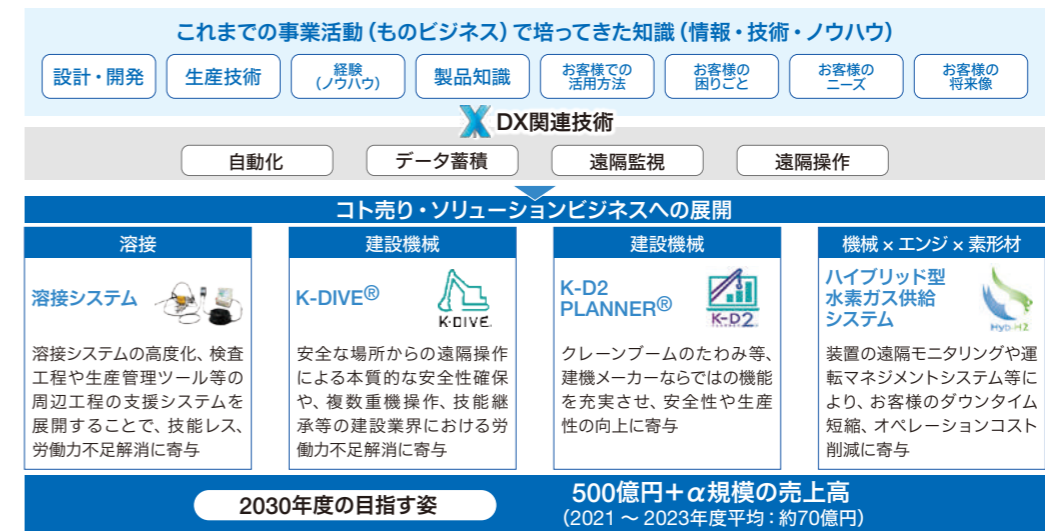 これまでの事業活動（ものビジネス）で培ってきた知識（情報・技術・ノウハウ）
設計・開発
生産技術
経験
（ノウハウ）
製品知識
お客様での
活用方法
お客様の
困りごと
お客様の
ニーズ
お客様の
将来像
X DX関連技術
自動化
データ蓄積
遠隔監視
遠隔操作
コト売り・ソリューションビジネスへの展開
溶接
溶接システム
溶接システムの高度化、検査
工程や生産管理ツール等の
周辺工程の支援システムを
展開することで、技能レス、
労働力不足解消に寄与
建設機械
K-DIVE®
K-DIVE.
安全な場所からの遠隔操作
による本質的な安全性確保
や、複数重機操作、技能継
承等の建設業界における労
働力不足解消に寄与
建設機械
K-D2
PLANNER®
K-D2
クレーンブームのたわみ等、
建機メーカーならではの機能
を充実させ、安全性や生産
性の向上に寄与
機械 × エンジ × 素形材
ハイブリッド型
水素ガス供給
システム
Hyb-H2
装置の遠隔モニタリングや運
転マネジメントシステム等に
より、お客様のダウンタイム
短縮、オペレーションコスト
削減に寄与
2030年度の目指す姿
500億円＋α規模の売上高
（2021 ～ 2023年度平均：約70億円）